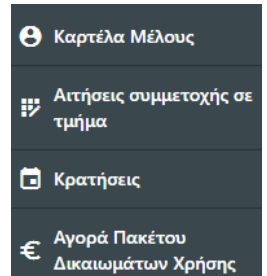 Καρτέλα Μέλους
Αιτήσεις συμμετοχής σε
τμήμα
Κρατήσεις
Αγορά Πακέτου
Δικαιωμάτων Χρήσης